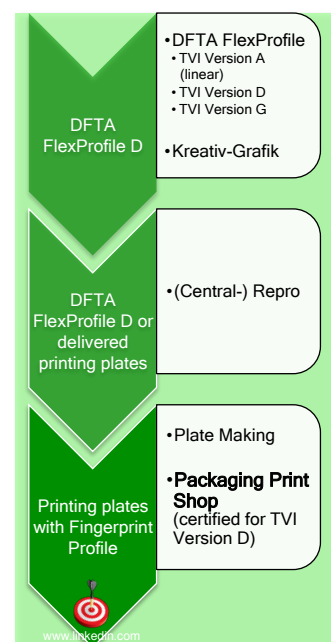 DFTA
FlexProfile D
•DFTA FlexProfile
•TVI Version A
(linear)
•TVI Version D
•TVI Version G
•Kreativ-Grafik
DFTA
FlexProfile D or
delivered
printing plates
•(Central-) Repro
Printing plates
with Fingerprint
Profile
•Plate Making
•Packaging Print
Shop
(certified for TVI
Version D)
www.linkedin.com